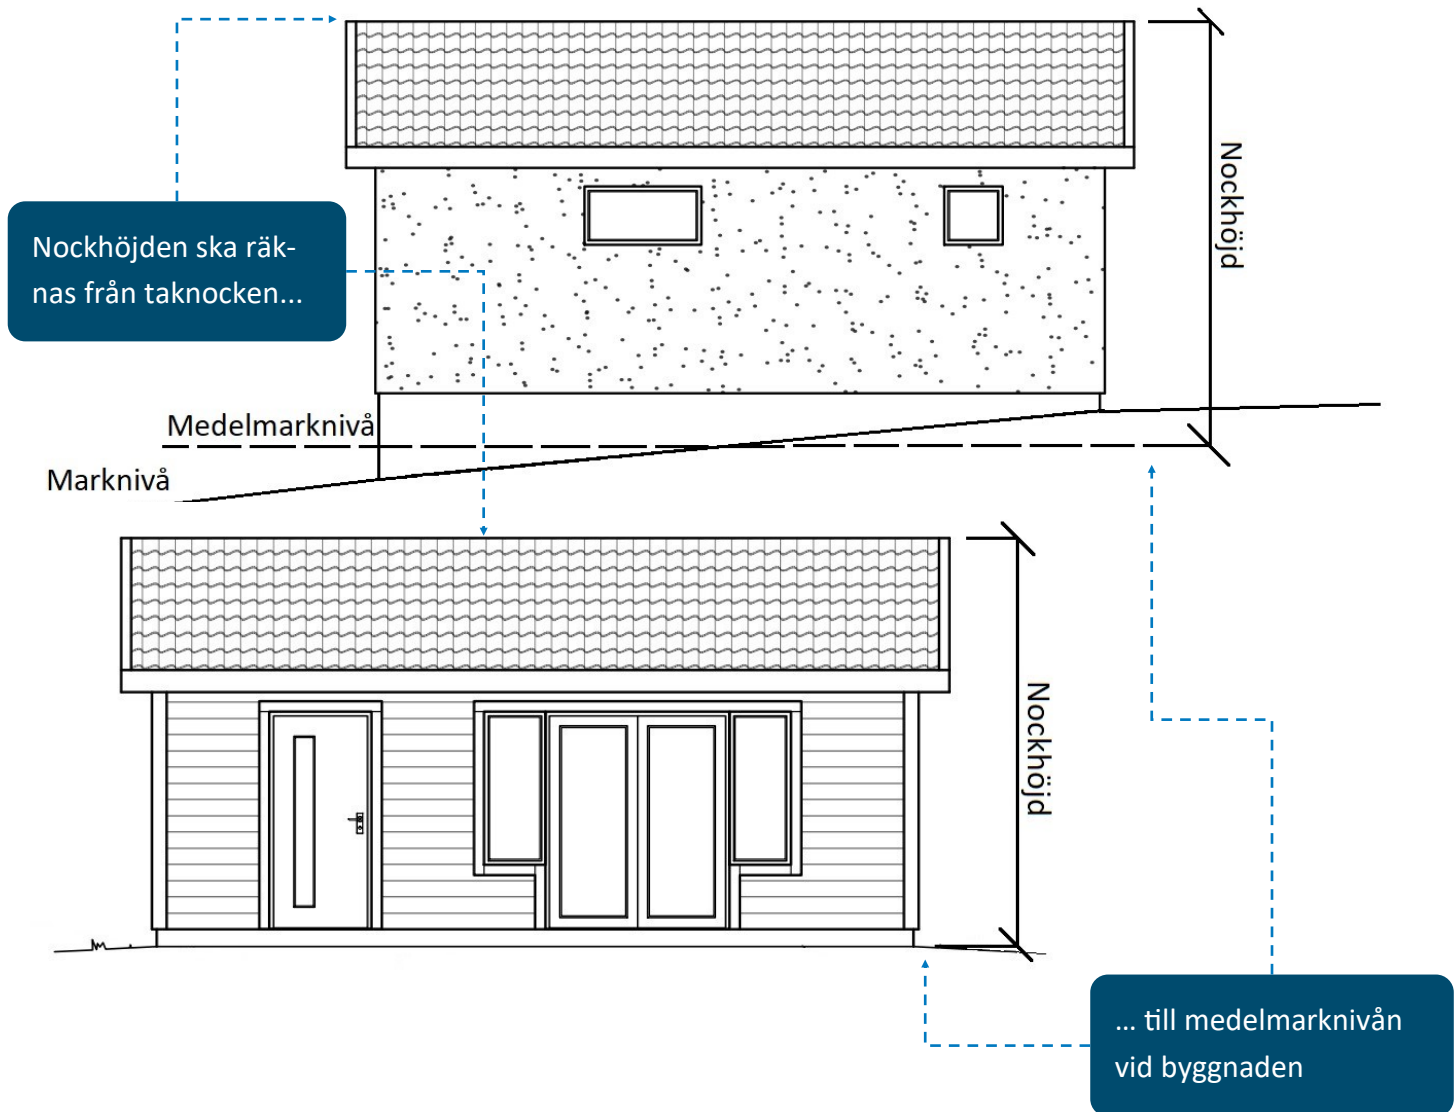 Nockhöjd
Nockhöjden ska räk-
nas från taknocken...
Medelmarknivå
Marknivå
Nockhöjd
... till medelmarknivån
vid byggnaden